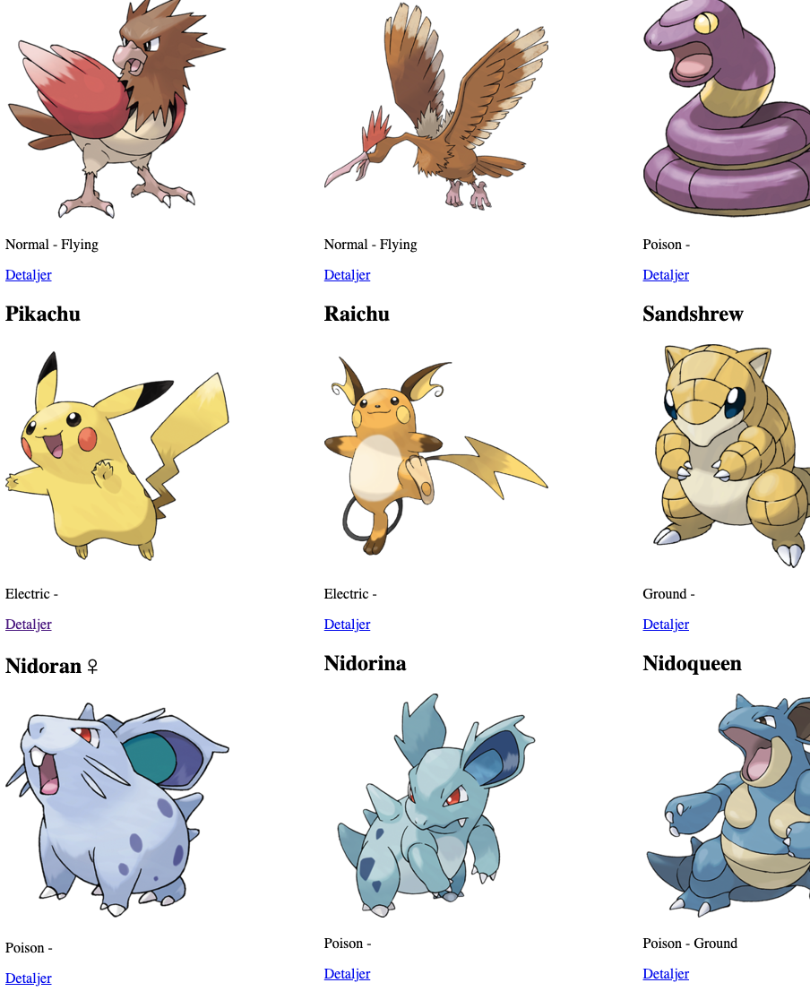 Normal - Flying
Normal - Flying
Poison -
Detaljer
Detaljer
Detaljer
Pikachu
Raichu
Sandshrew
Electric -
Electric -
Ground -
Detaljer
Detaljer
Detaljer
Nidoran♀
Nidorina
Nidoqueen
Poison -
Poison -
Poison - Ground
Detaljer
Detaljer
Detaljer